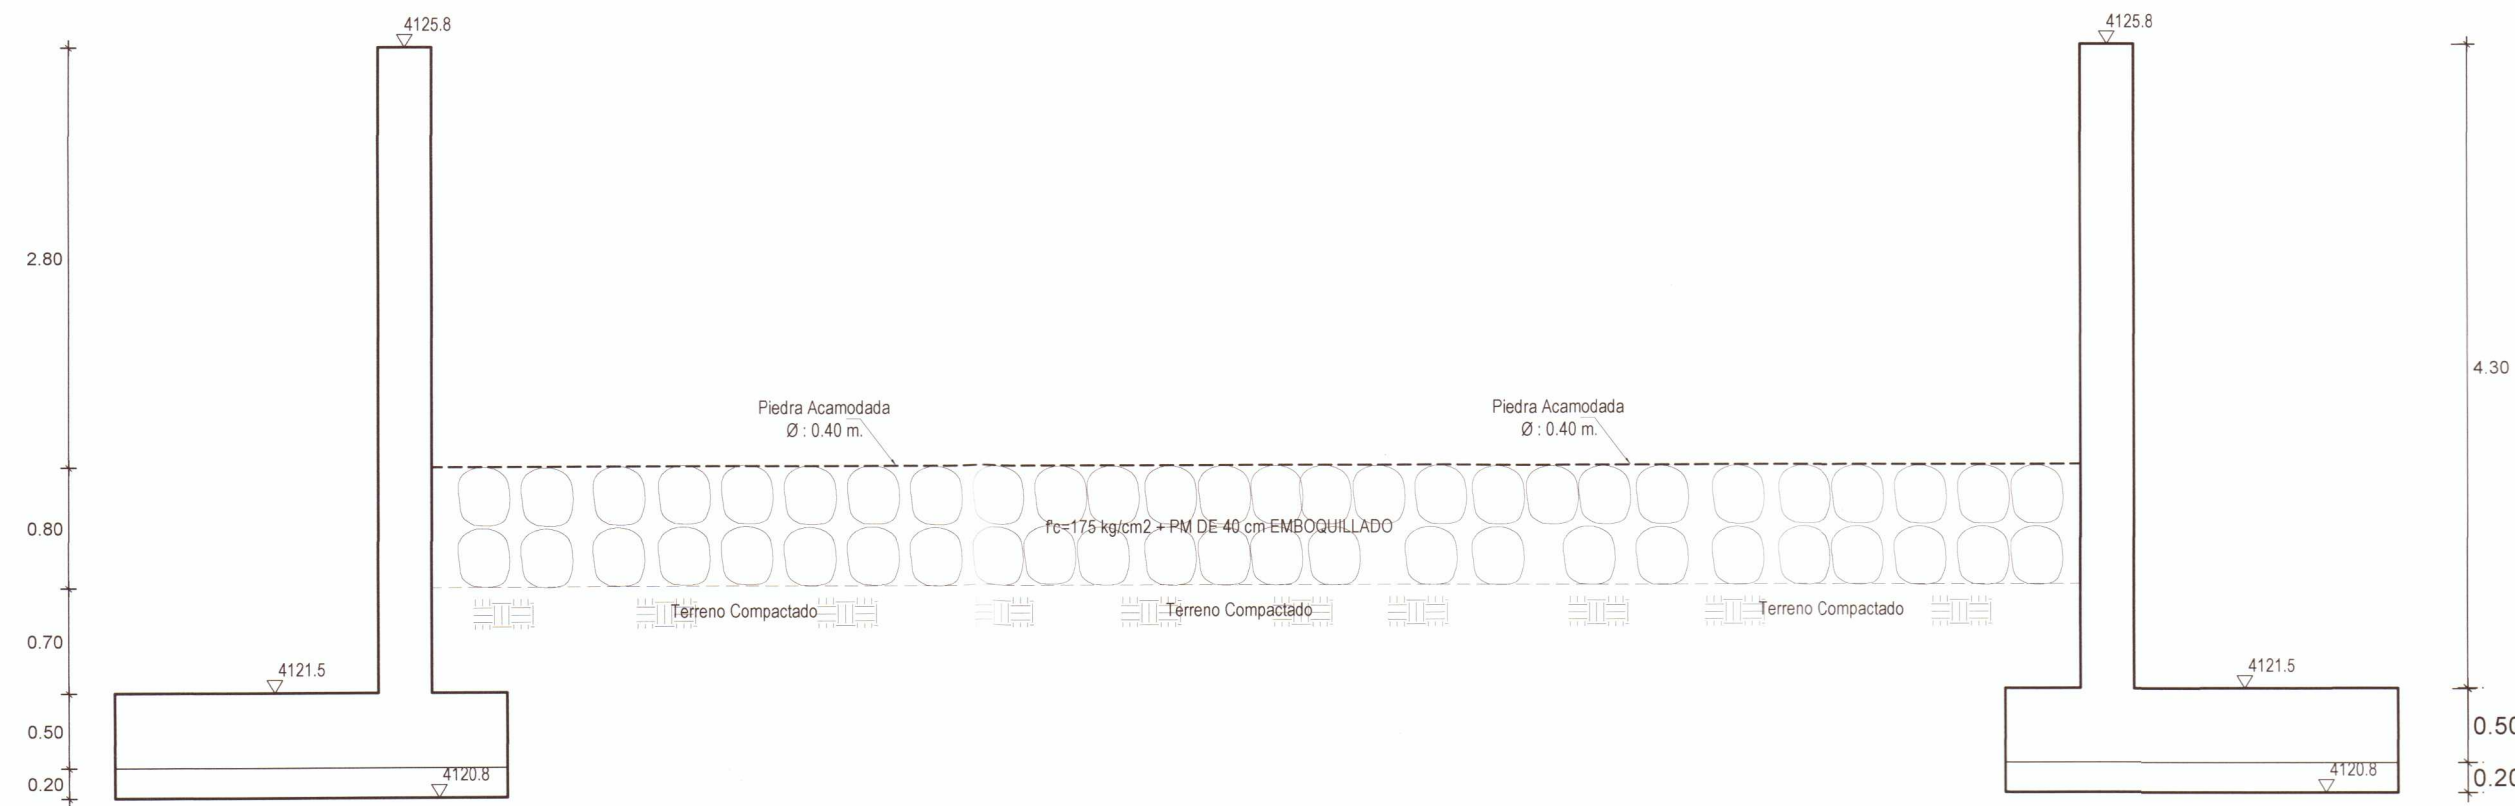 4125.8
4125.8
2.80
4.30
Piedra Acamodada
Ø : 0.40 m.
Piedra Acamodada
Ø : 0.40 m.
0.80
f'c=175 kg/cm2 + PM DE 40 cm EMBOQUILLADO
Terreno Compactado
Terreno Compactado
Terreno Compactado
0.70
4121.5
4121.5
0.50
0.50
4120.8
4120.8
0.20
0.20